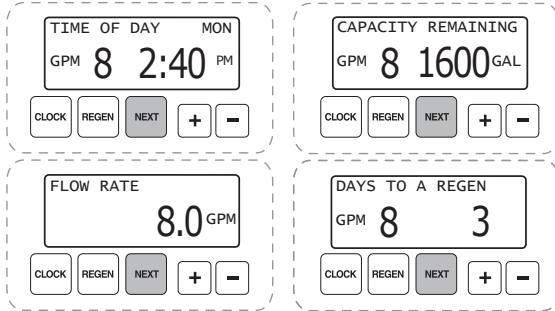 TIME OF DAY MON
GPM 8 2:40 PM
CLOCK REGEN NEXT + −
CAPACITY REMAINING
GPM 8 1600 GAL
CLOCK REGEN NEXT + −
FLOW RATE
8.0 GPM
CLOCK REGEN NEXT + −
DAYS TO A REGEN
GPM 8 3
CLOCK REGEN NEXT + −